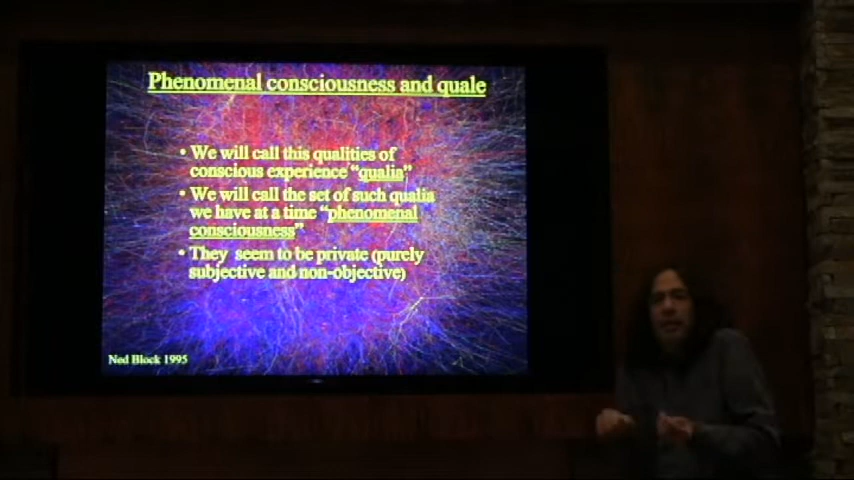 Phenomenal consciousness and quale
• We will call this qualities of
conscious experience “qualia”
• We will call the set of such qualia
we have at a time “phenomenal
consciousness”
• They seem to be private (purely
subjective and non-objective)
Ned Block 1995